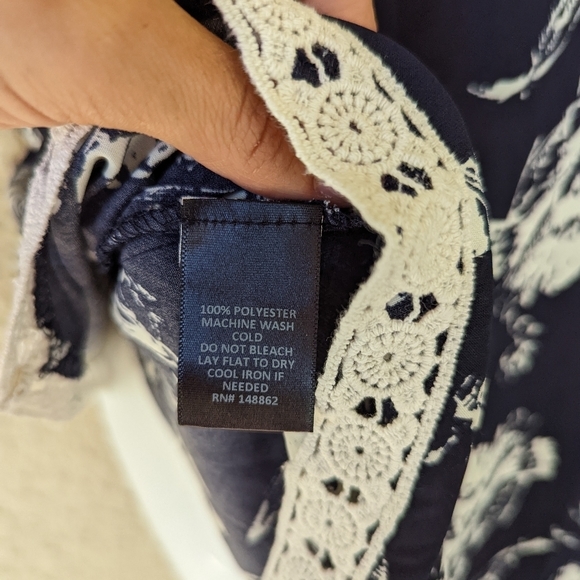 100% POLYESTER
MACHINE WASH
COLD
DO NOT BLEACH
LAY FLAT TO DRY
COOL IRON IF
NEEDED
RN# 148862